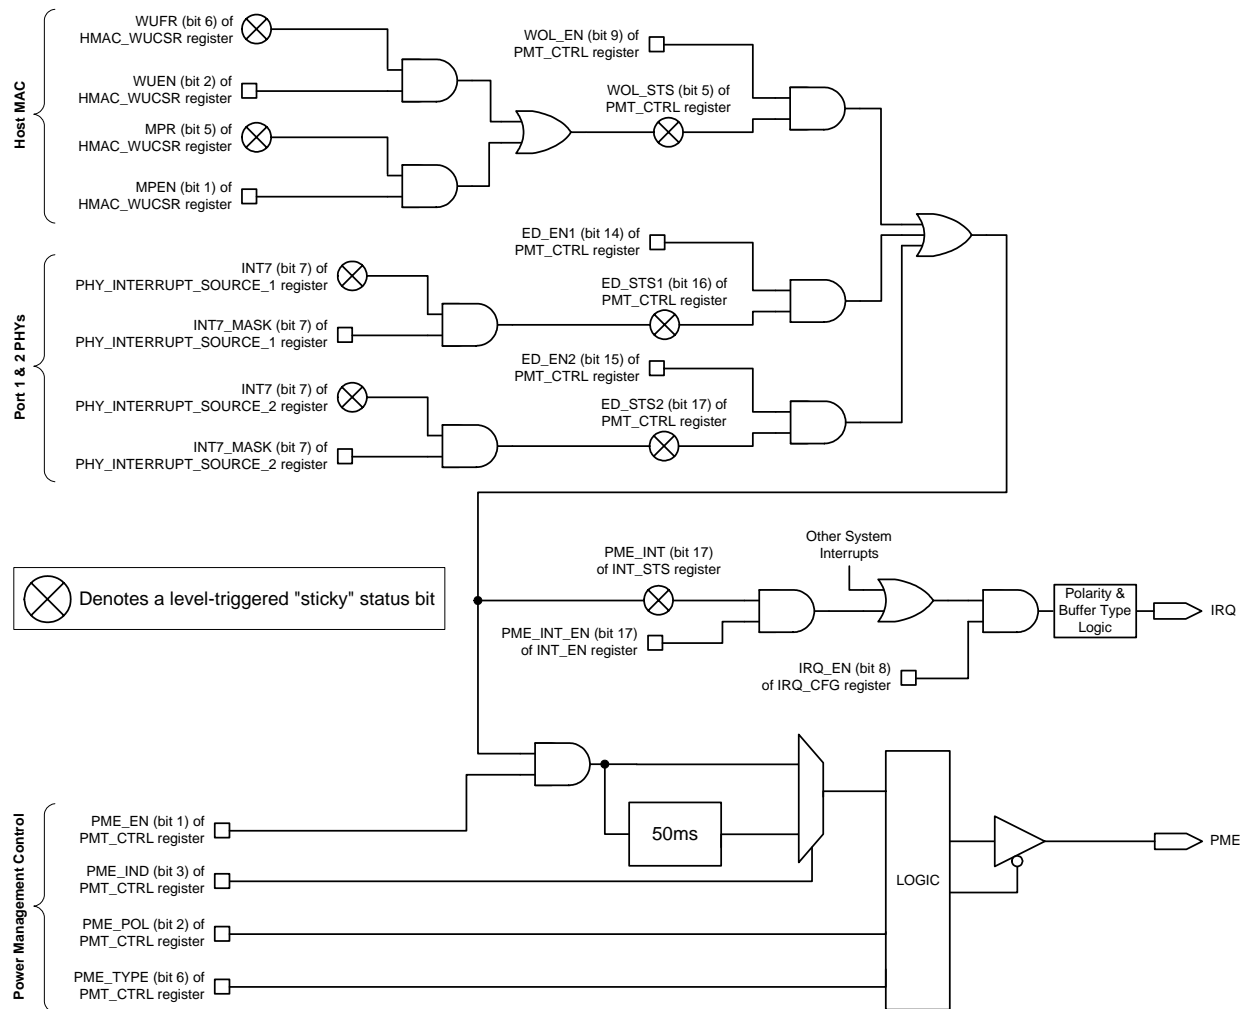 Host MAC
WUFR (bit 6) of
HMAC_WUCSR register
WUEN (bit 2) of
HMAC_WUCSR register
MPR (bit 5) of
HMAC_WUCSR register
MPEN (bit 1) of
HMAC_WUCSR register
WOL_EN (bit 9) of
PMT_CTRL register
WOL_STS (bit 5) of
PMT_CTRL register
Port 1 & 2 PHYs
INT7 (bit 7) of
PHY_INTERRUPT_SOURCE_1 register
INT7_MASK (bit 7) of
PHY_INTERRUPT_SOURCE_1 register
INT7 (bit 7) of
PHY_INTERRUPT_SOURCE_2 register
INT7_MASK (bit 7) of
PHY_INTERRUPT_SOURCE_2 register
ED_EN1 (bit 14) of
PMT_CTRL register
ED_STS1 (bit 16) of
PMT_CTRL register
ED_EN2 (bit 15) of
PMT_CTRL register
ED_STS2 (bit 17) of
PMT_CTRL register
Denotes a level-triggered "sticky" status bit
PME_INT (bit 17)
of INT_STS register
PME_INT_EN (bit 17)
of INT_EN register
Other System
Interrupts
IRQ_EN (bit 8)
of IRQ_CFG register
Polarity &
Buffer Type
Logic
IRQ
Power Management Control
PME_EN (bit 1) of
PMT_CTRL register
PME_IND (bit 3) of
PMT_CTRL register
PME_POL (bit 2) of
PMT_CTRL register
PME_TYPE (bit 6) of
PMT_CTRL register
50ms
LOGIC
PME